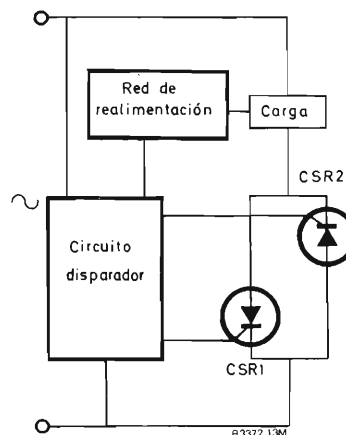 Red de
realimentación
Carga
CSR2
Circuito
disparador
CSR1
83372.13M